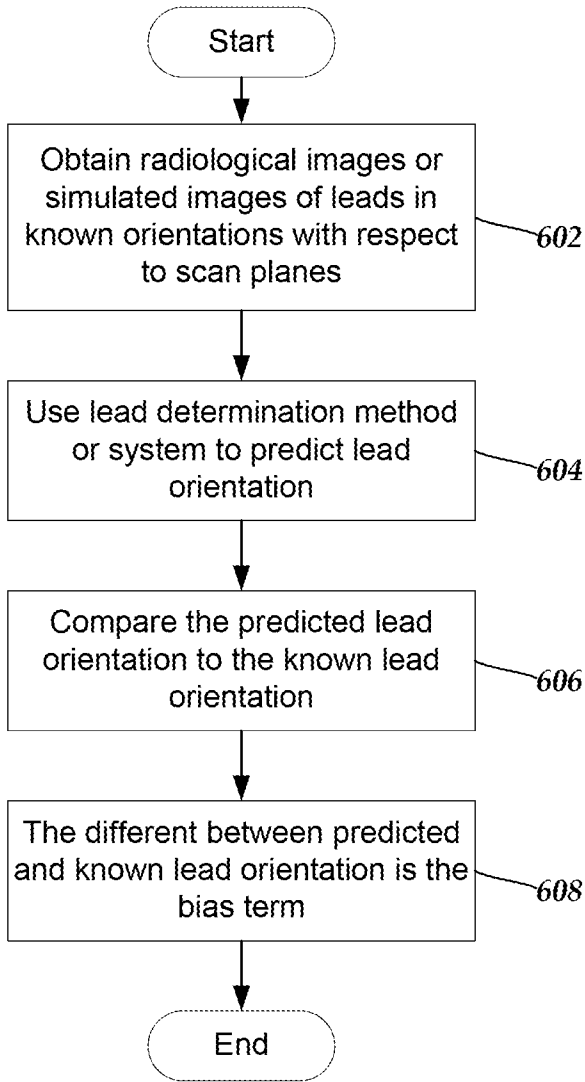 Start
Obtain radiological images or
simulated images of leads in
known orientations with respect
to scan planes
602
Use lead determination method
or system to predict lead
orientation
604
Compare the predicted lead
orientation to the known lead
orientation
606
The different between predicted
and known lead orientation is the
bias term
608
End